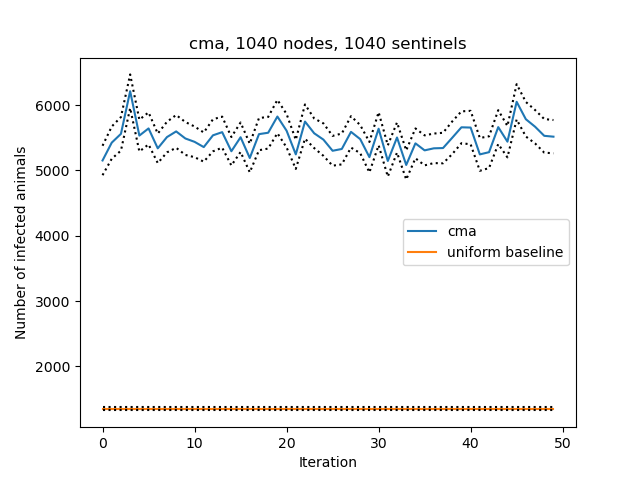 cma, 1040 nodes, 1040 sentinels
Number of infected animals
6000
5000
4000
3000
2000
cma
uniform baseline
0
10
20
30
40
50
Iteration